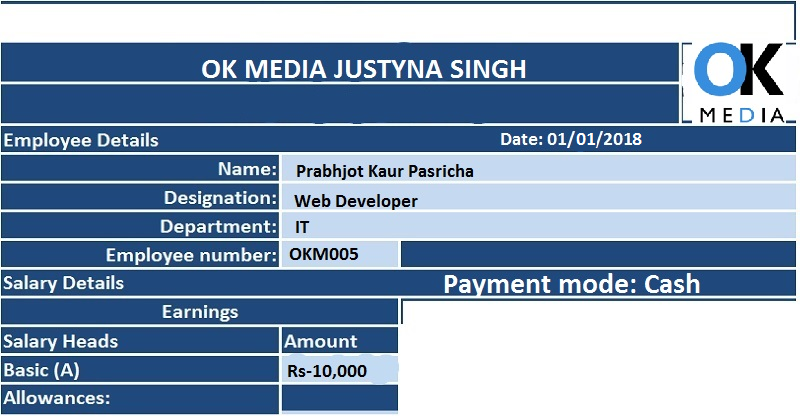 OK MEDIA JUSTYNA SINGH
OK
MEDIA
Employee Details Date: 01/01/2018
Name: Prabhjot Kaur Pasricha
Designation: Web Developer
Department: IT
Employee number: OKM005
Salary Details Payment mode: Cash
Earnings
Salary Heads Amount
Basic (A) Rs-10,000
Allowances: